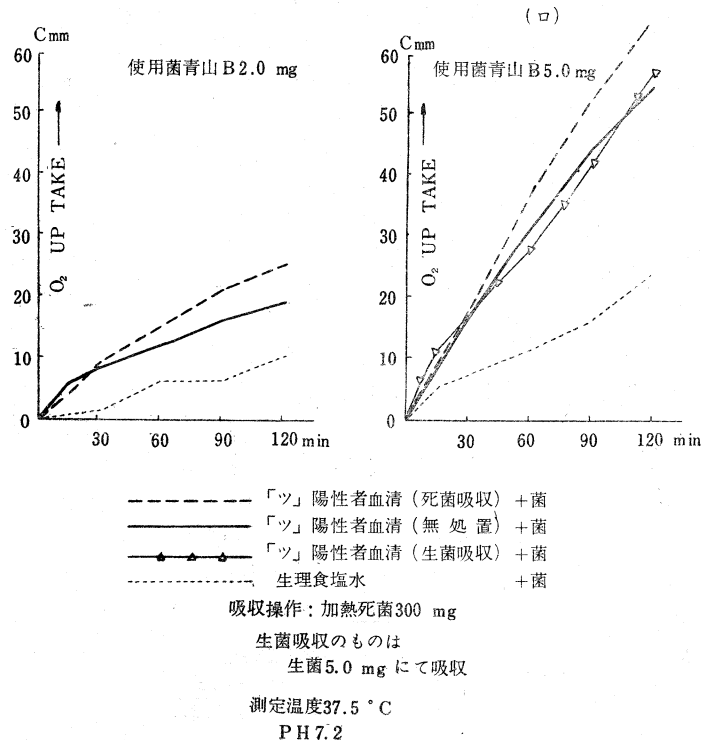 (ロ)
Cmm
使用菌青山B2.0 mg
60
50
40
30
20
10
0
O₂ UP TAKE
30 60 90 120 min
Cmm
使用菌青山B5.0mg
60
50
40
30
20
10
0
O₂ UP TAKE
30 60 90 120 min
「ツ」陽性者血清(死菌吸収)+菌
「ツ」陽性者血清(無処置)+菌
「ツ」陽性者血清(生菌吸収)+菌
生理食塩水 +菌
吸収操作:加熱死菌300 mg
生菌吸収のものは
生菌5.0 mg にて吸収
測定温度37.5 °C
PH7.2